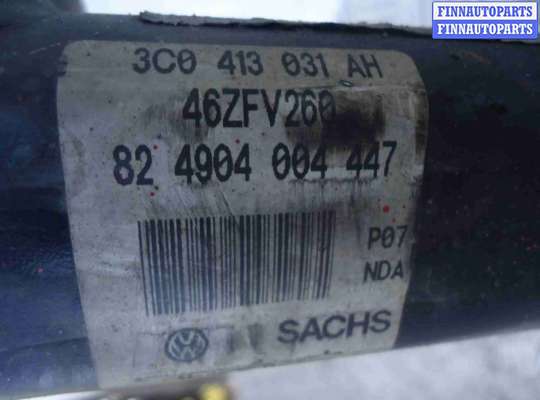 FINNAUTOPARTS
FINNAUTOPARTS
3C0 413 031 AH
46ZFV260
82 4904 004 447
P07
NDA
SACHS